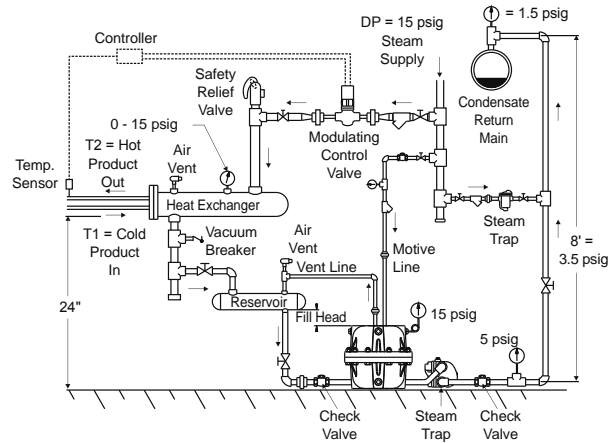 Controller
DP = 15 psig
Steam
Supply
= 1.5 psig
Safety
Relief
Valve
0 - 15 psig
Modulating
Control
Valve
Condensate
Return
Main
T2 = Hot
Product
Out
Air
Vent
Temp.
Sensor
Heat Exchanger
Steam
Trap
T1 = Cold
Product
In
Vacuum
Breaker
Air
Vent
Vent Line
Motive
Line
8' =
3.5 psig
24"
Reservoir
Fill Head
15 psig
5 psig
Check
Valve
Steam
Trap
Check
Valve